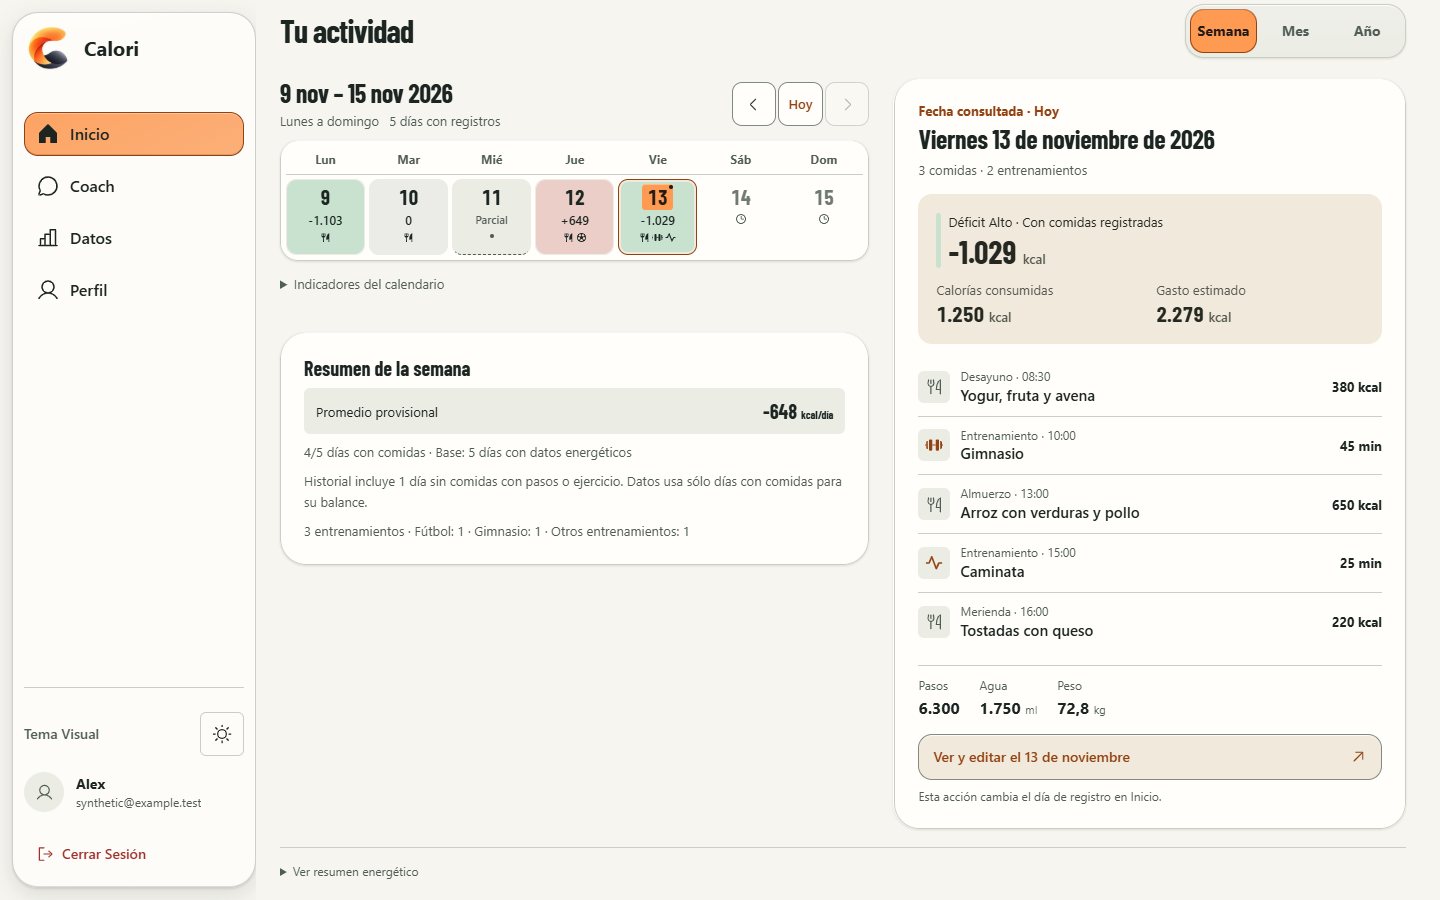 Calori
Inicio
Coach
Datos
Perfil
Tema Visual
Alex
synthetic@example.test
Cerrar Sesión
Tu actividad
Semana Mes Año
9 nov – 15 nov 2026
Lunes a domingo 5 días con registros
Hoy
Lun Mar Mié Jue Vie Sáb Dom
9 10 11 12 13 14 15
-1.103 0 Parcial +649 -1.029
Indicadores del calendario
Resumen de la semana
Promedio provisional -648 kcal/día
4/5 días con comidas · Base: 5 días con datos energéticos
Historial incluye 1 día sin comidas con pasos o ejercicio. Datos usa sólo días con comidas para
su balance.
3 entrenamientos · Fútbol: 1 · Gimnasio: 1 · Otros entrenamientos: 1
Fecha consultada · Hoy
Viernes 13 de noviembre de 2026
3 comidas · 2 entrenamientos
Déficit Alto · Con comidas registradas
-1.029 kcal
Calorías consumidas Gasto estimado
1.250 kcal 2.279 kcal
Desayuno · 08:30
Yogur, fruta y avena 380 kcal
Entrenamiento · 10:00
Gimnasio 45 min
Almuerzo · 13:00
Arroz con verduras y pollo 650 kcal
Entrenamiento · 15:00
Caminata 25 min
Merienda · 16:00
Tostadas con queso 220 kcal
Pasos Agua Peso
6.300 1.750 ml 72,8 kg
Ver y editar el 13 de noviembre
Esta acción cambia el día de registro en Inicio.
Ver resumen energético